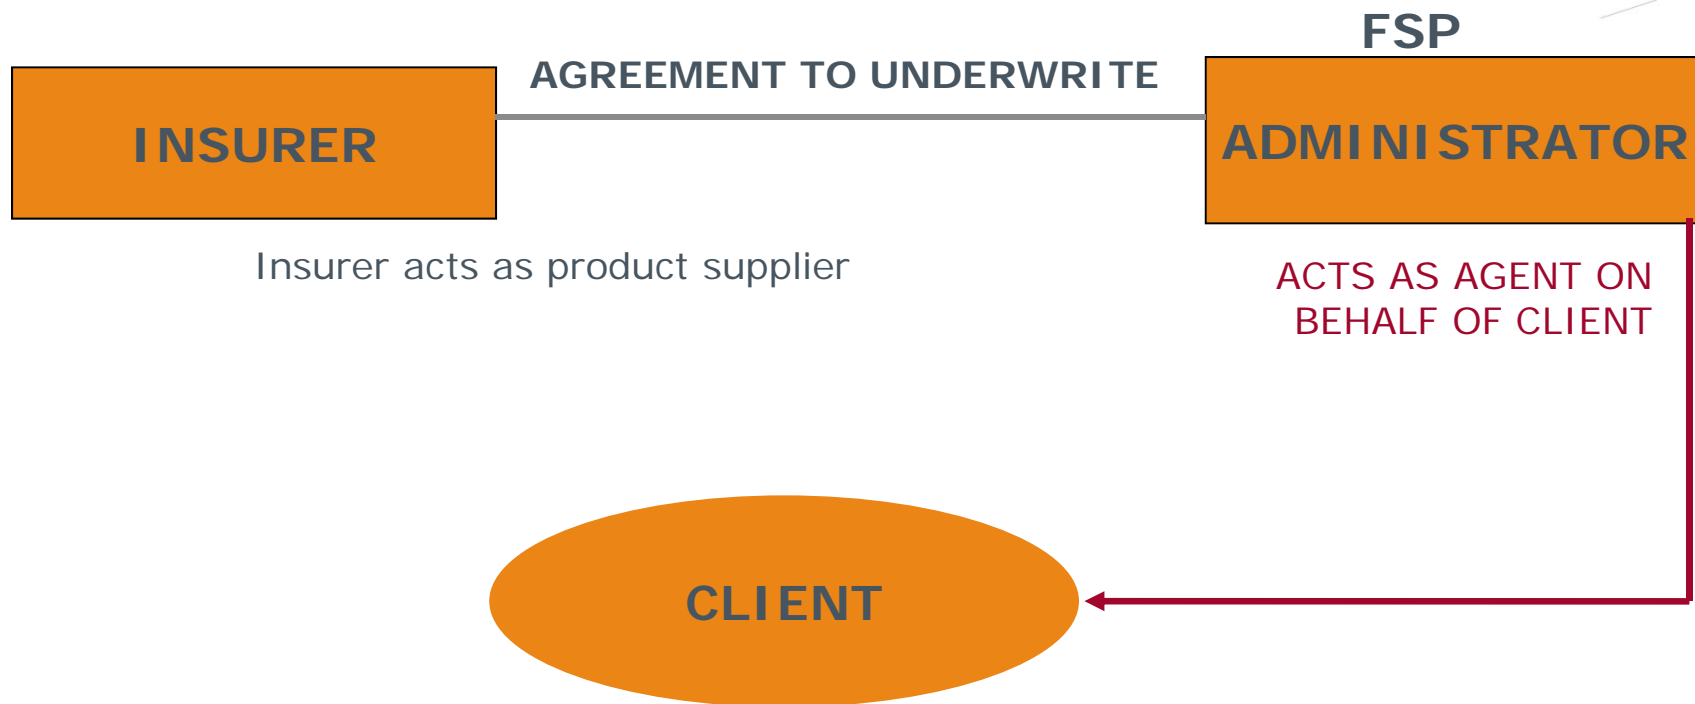 FSP
AGREEMENT TO UNDERWRITE
INSURER
ADMINISTRATOR
Insurer acts as product supplier
ACTS AS AGENT ON
BEHALF OF CLIENT
CLIENT